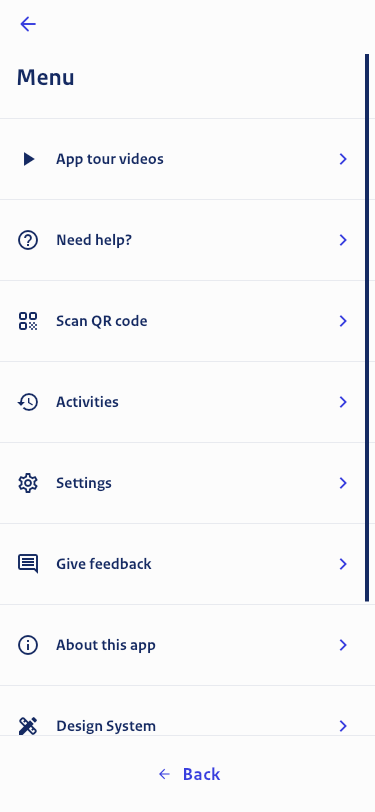 Menu
App tour videos
Need help?
Scan QR code
Activities
Settings
Give feedback
About this app
Design System
Back